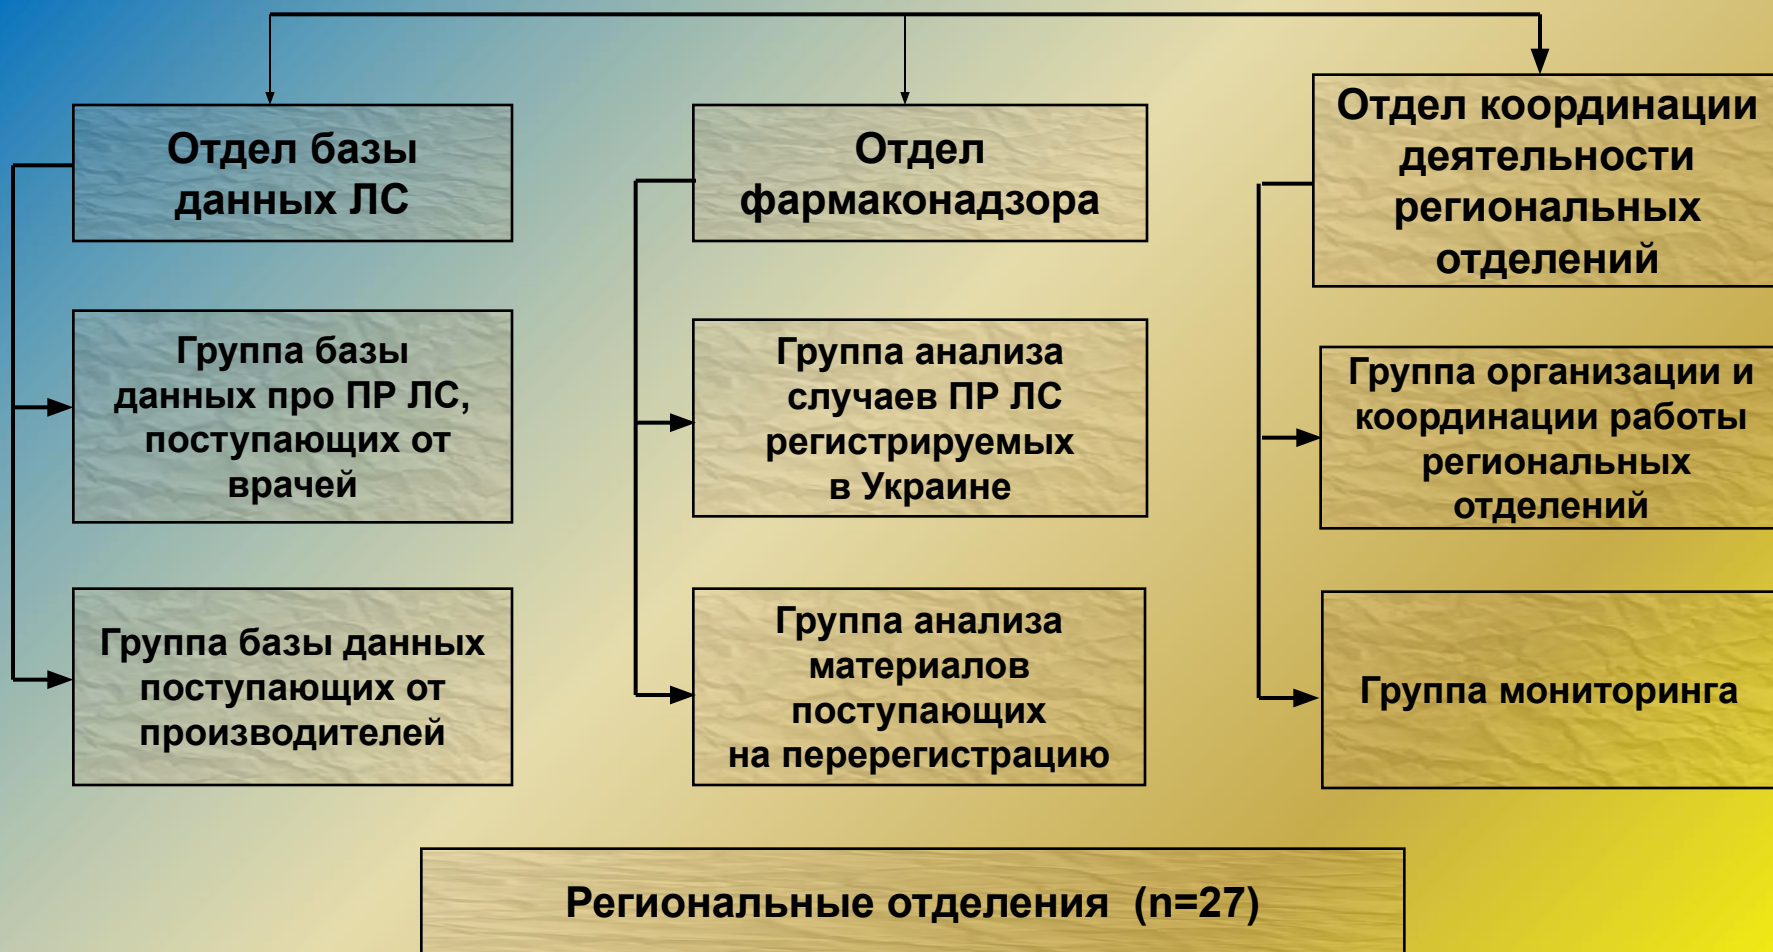 Отдел базы
данных ЛС
Отдел
фармаконадзора
Отдел координации
деятельности
региональных
отделений
Группа базы
данных про ПР ЛС,
поступающих от
врачей
Группа анализа
случаев ПР ЛС
регистрируемых
в Украине
Группа организации и
координации работы
региональных
отделений
Группа базы данных
поступающих от
производителей
Группа анализа
материалов
поступающих
на перерегистрацию
Группа мониторинга
Региональные отделения (n=27)